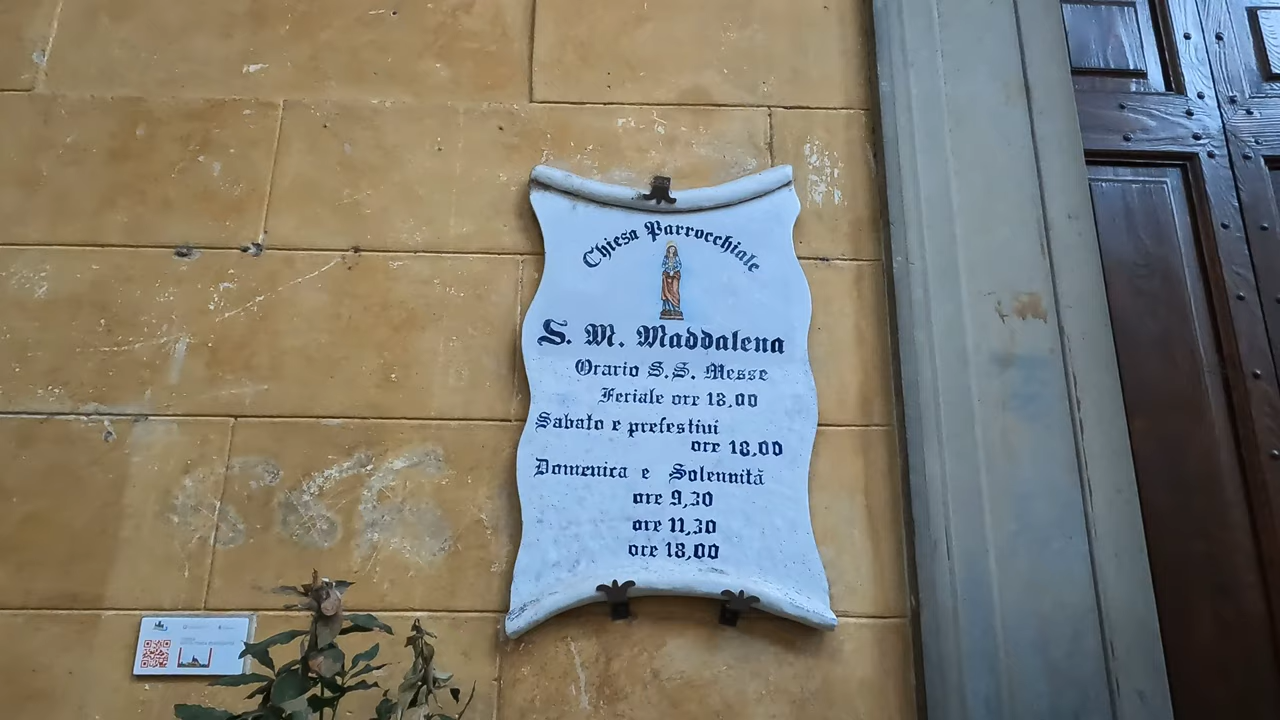 Chiesa Parrocchiale
S. M. Maddalena
Orario S.S. Messe
Feriale ore 18,00
Sabato e prefestivi
ore 18,00
Domenica e Solennità
ore 9,30
ore 11,30
ore 18,00